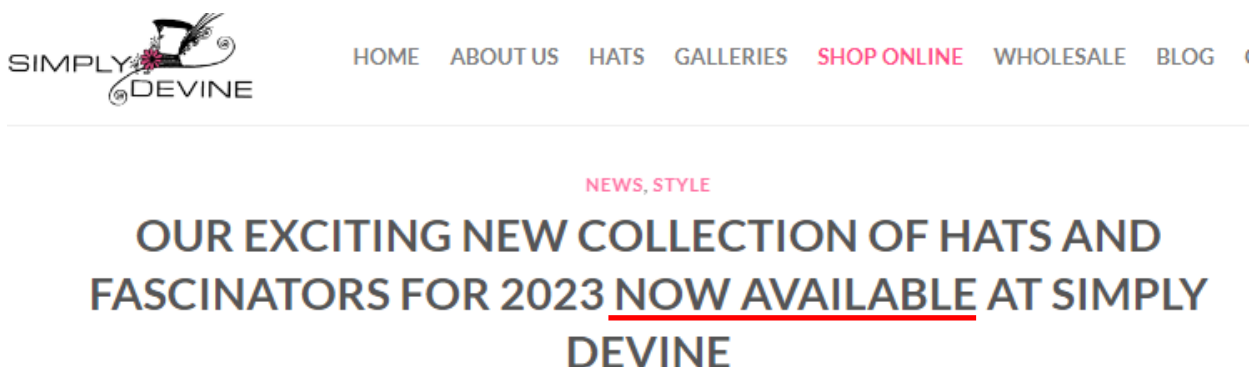 SIMPLY
DEVINE
HOME ABOUT US HATS GALLERIES SHOP ONLINE WHOLESALE BLOG
NEWS, STYLE
OUR EXCITING NEW COLLECTION OF HATS AND
FASCINATORS FOR 2023 NOW AVAILABLE AT SIMPLY
DEVINE